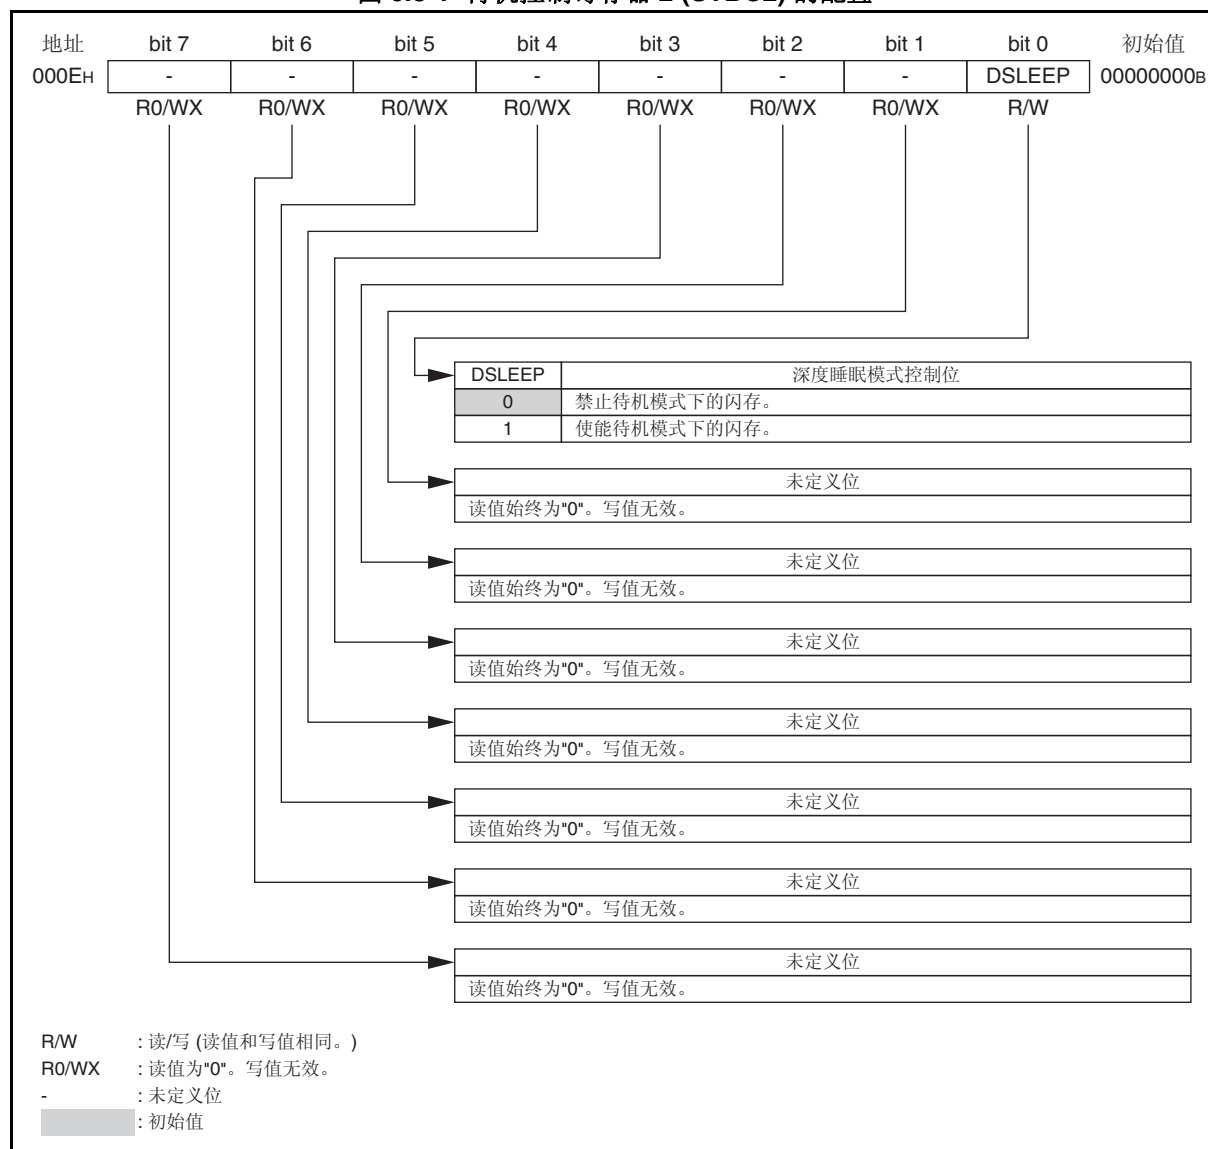 地址 bit 7 bit 6 bit 5 bit 4 bit 3 bit 2 bit 1 bit 0 初始值
000EH - - - - - - - DSLEEP 00000000B
R0/WX R0/WX R0/WX R0/WX R0/WX R0/WX R0/WX R/W
DSLEEP 深度睡眠模式控制位
0 禁止待机模式下的闪存。
1 使能待机模式下的闪存。
未定义位
读值始终为"0"。写值无效。
未定义位
读值始终为"0"。写值无效。
未定义位
读值始终为"0"。写值无效。
未定义位
读值始终为"0"。写值无效。
未定义位
读值始终为"0"。写值无效。
未定义位
读值始终为"0"。写值无效。
未定义位
读值始终为"0"。写值无效。
R/W : 读/写 (读值和写值相同。)
R0/WX : 读值为"0"。写值无效。
- : 未定义位
: 初始值